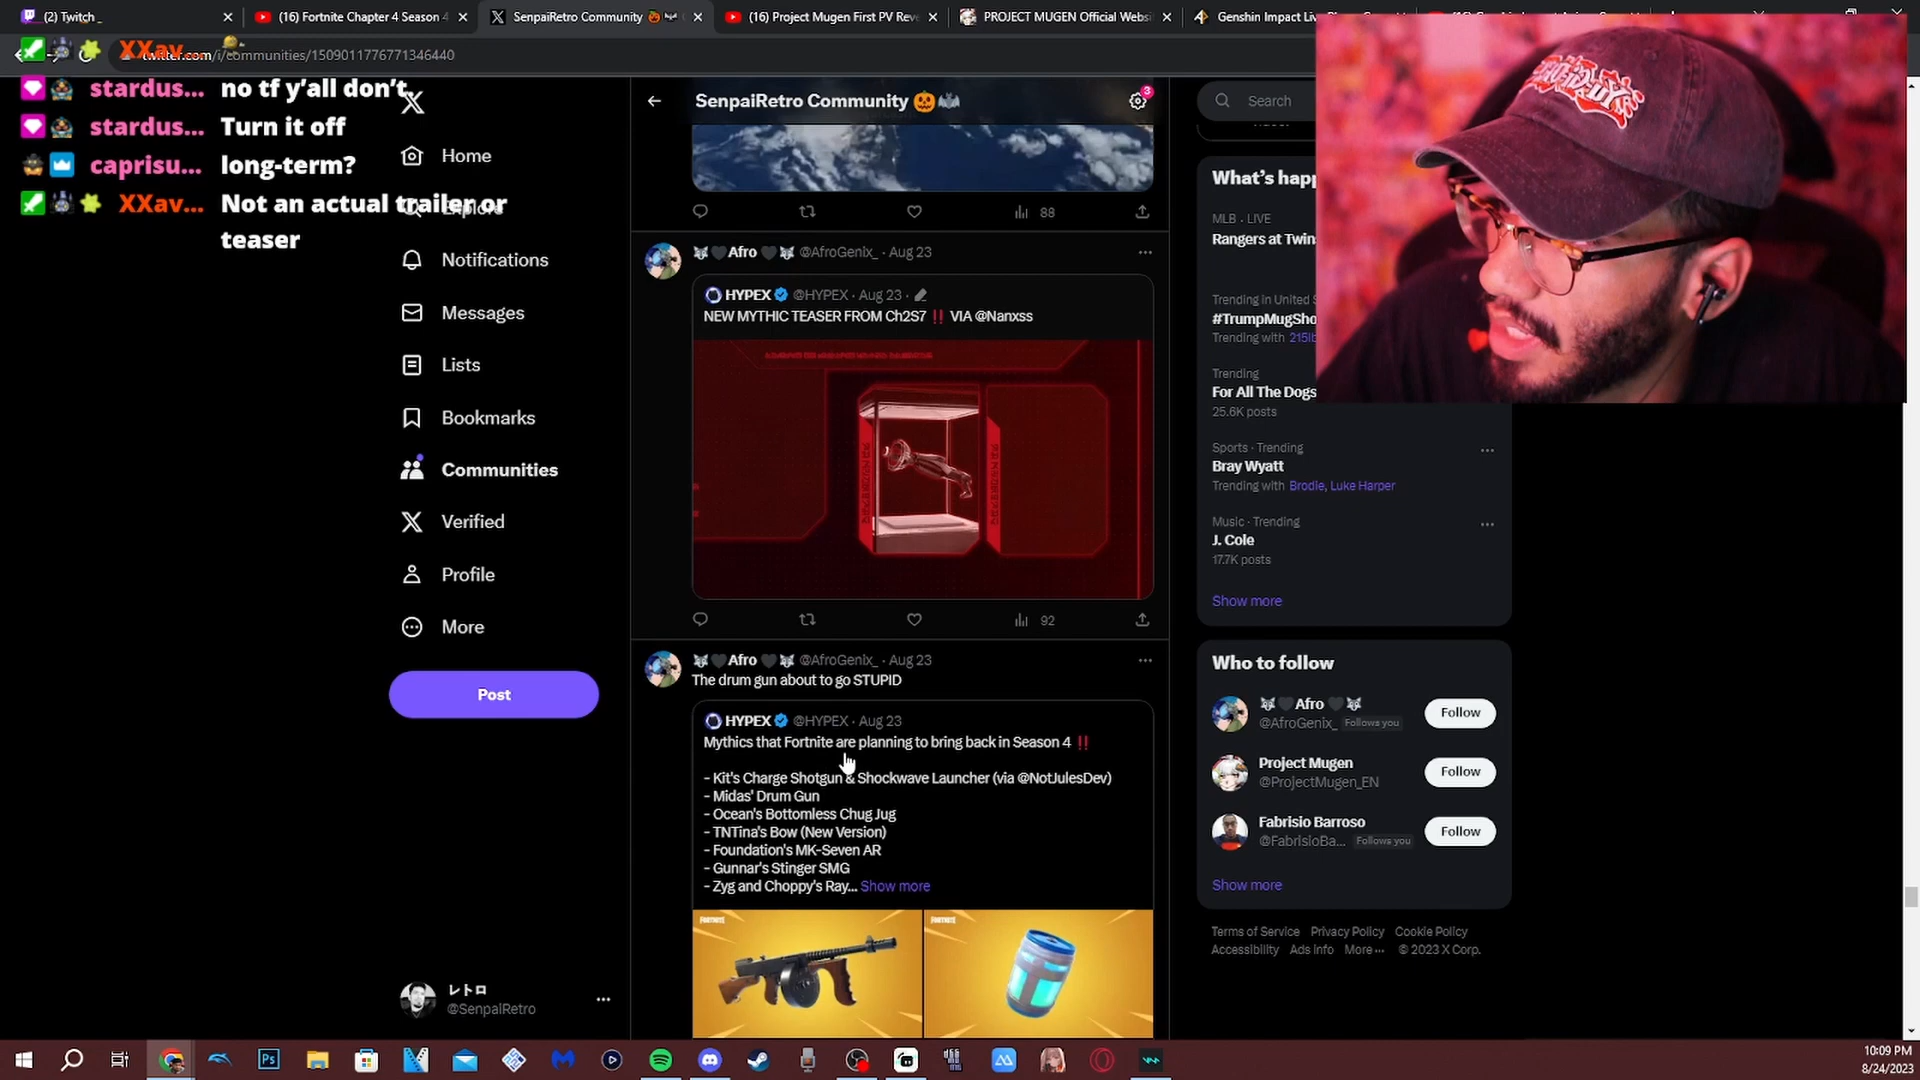 (2) Twitch
(16) Fortnite Chapter 4 Season 4
SenpaiRetro Community 🎃🦇
(16) Project Mugen First PV Rev
PROJECT MUGEN Official Websi
twitter.com/i/communities/1509011776771346440
XXav...
stardus... no tf y'all don't
stardus... Turn it off
caprisu... long-term?
XXav... Not an actual trailer or
teaser
Home
Explore
Notifications
Messages
Lists
Bookmarks
Communities
Verified
Profile
More
Post
レトロ
@SenpaiRetro
SenpaiRetro Community 🎃🦇
3
88
🐺🖤Afro🖤🐺 @AfroGenix_ · Aug 23
HYPEX @HYPEX · Aug 23 ·
NEW MYTHIC TEASER FROM Ch2S7 ‼️ VIA @Nanxss
92
🐺🖤Afro🖤🐺 @AfroGenix_ · Aug 23
The drum gun about to go STUPID
HYPEX @HYPEX · Aug 23
Mythics that Fortnite are planning to bring back in Season 4 ‼️
- Kit's Charge Shotgun & Shockwave Launcher (via @NotJulesDev)
- Midas' Drum Gun
- Ocean's Bottomless Chug Jug
- TNTina's Bow (New Version)
- Foundation's MK-Seven AR
- Gunnar's Stinger SMG
- Zyg and Choppy's Ray... Show more
FORTNITE
FORTNITE
Search
What's happ
MLB · LIVE
Rangers at Twin
Trending in United S
#TrumpMugSho
Trending with 215lb
Trending
For All The Dogs
25.6K posts
Sports · Trending
Bray Wyatt
Trending with Brodie, Luke Harper
Music · Trending
J. Cole
17.7K posts
Show more
Who to follow
🐺🖤Afro🖤🐺
@AfroGenix_ Follows you
Follow
Project Mugen
@ProjectMugen_EN
Follow
Fabrisio Barroso
@FabrisioBa... Follows you
Follow
Show more
Terms of Service Privacy Policy Cookie Policy
Accessibility Ads info More ··· © 2023 X Corp.
Ps
10:09 PM
8/24/2023